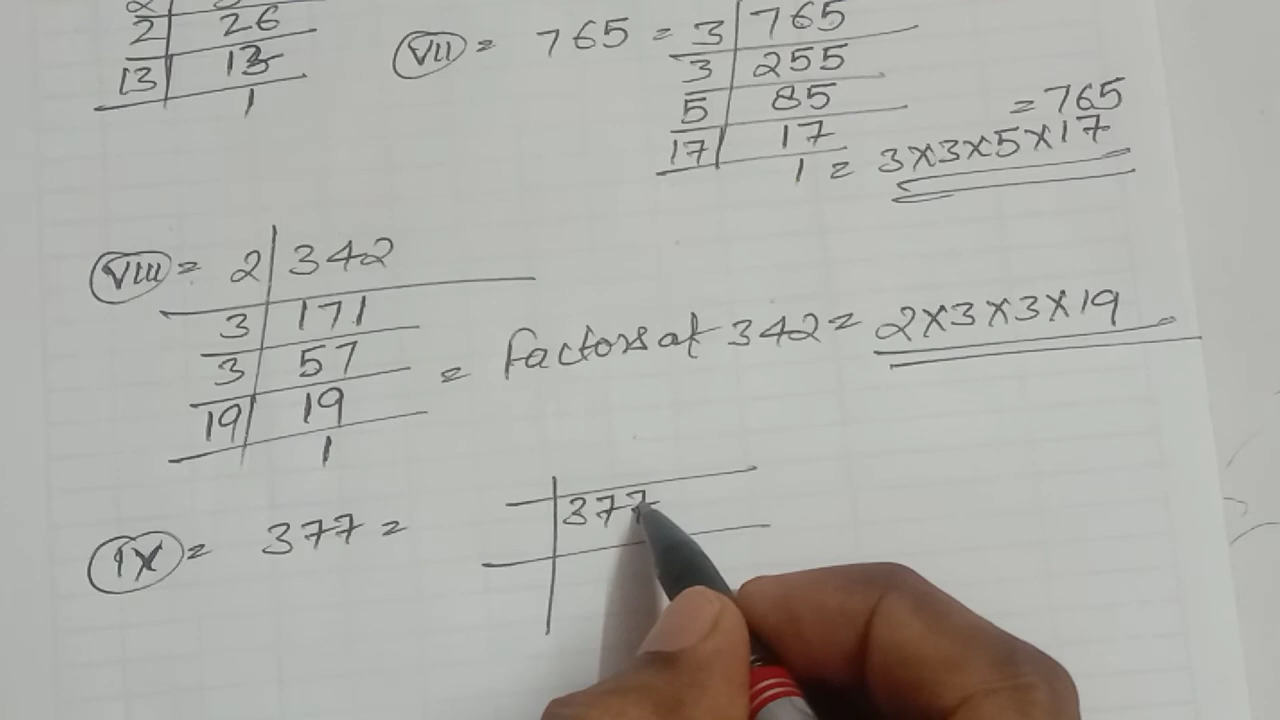 2 26
13 13
1
VII = 765 = 3 765
3 255
5 85
17 17
1 = 3×3×5×17
= 765
VIII = 2 342
3 171
3 57
19 19
1
= Factors of 342 = 2×3×3×19
IX = 377 = 377